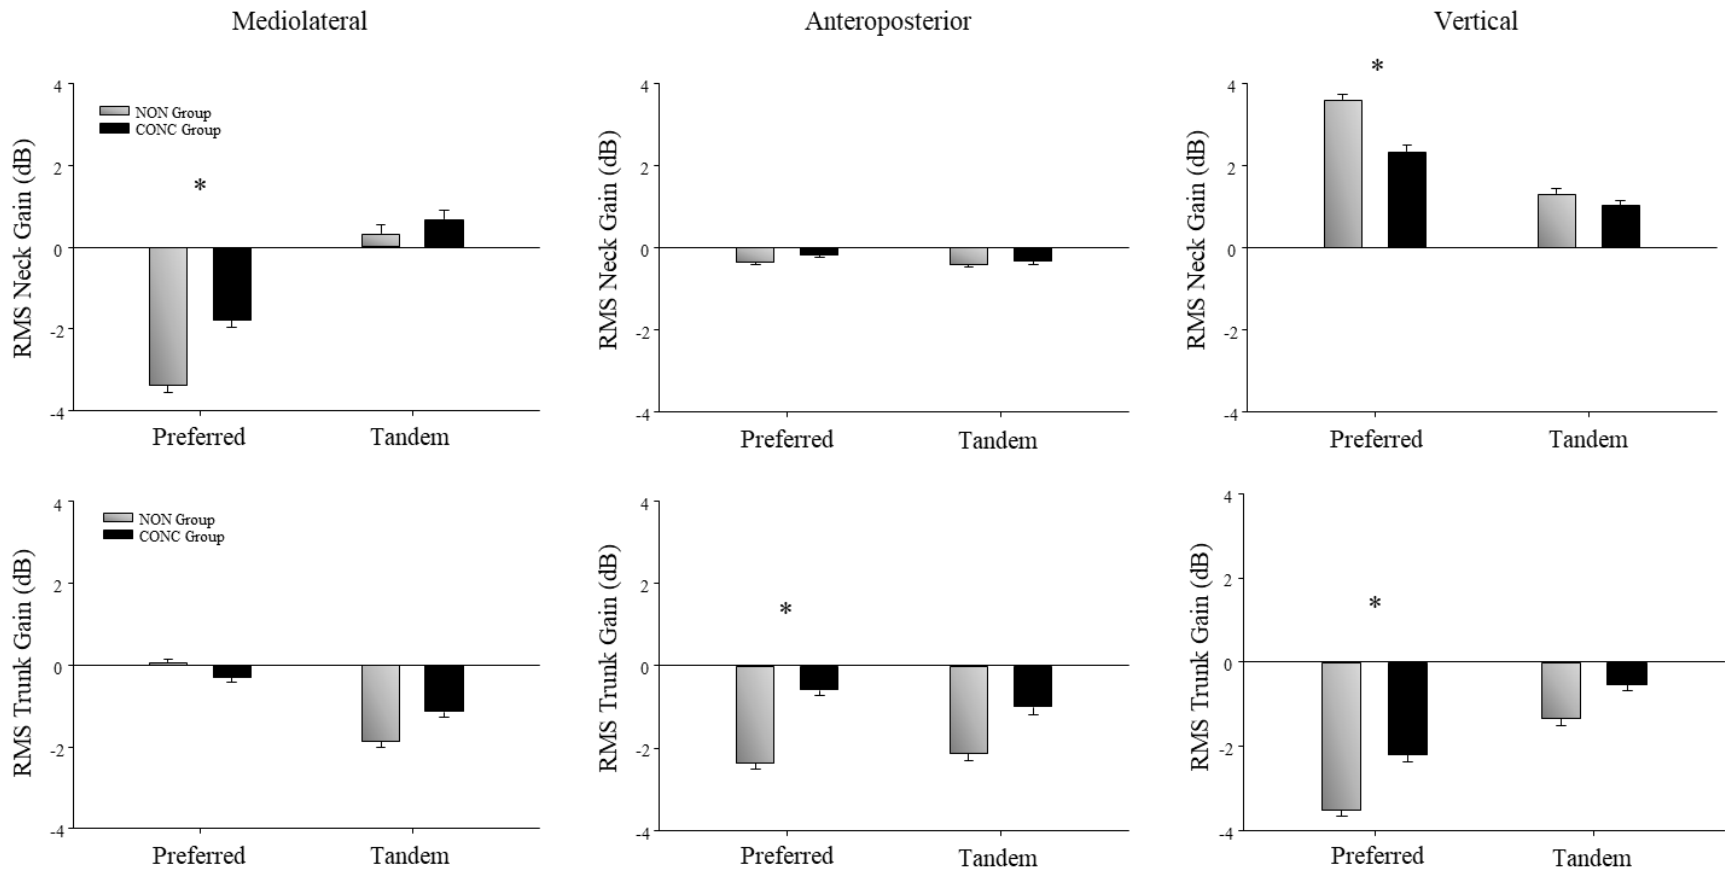 Mediolateral
Anteroposterior
Vertical
RMS Neck Gain (dB)
4
2
0
-2
-4
NON Group
CONC Group
*
Preferred
Tandem
RMS Neck Gain (dB)
4
2
0
-2
-4
Preferred
Tandem
RMS Neck Gain (dB)
4
2
0
-2
-4
*
Preferred
Tandem
RMS Trunk Gain (dB)
4
2
0
-2
-4
NON Group
CONC Group
Preferred
Tandem
RMS Trunk Gain (dB)
4
2
0
-2
-4
*
Preferred
Tandem
RMS Trunk Gain (dB)
4
2
0
-2
-4
*
Preferred
Tandem